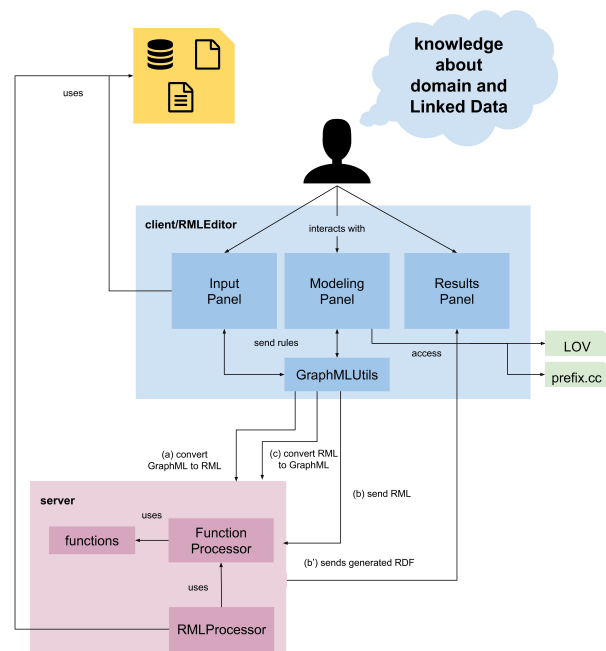 knowledge
about
domain and
Linked Data
uses
client/RMLEditor
interacts with
Input
Panel
Modeling
Panel
Results
Panel
send rules
access
LOV
GraphMLUtils
prefix.cc
(a) convert
GraphML to RML
(c) convert RML
to GraphML
(b) send RML
server
uses
functions
Function
Processor
(b') sends generated RDF
uses
RMLProcessor